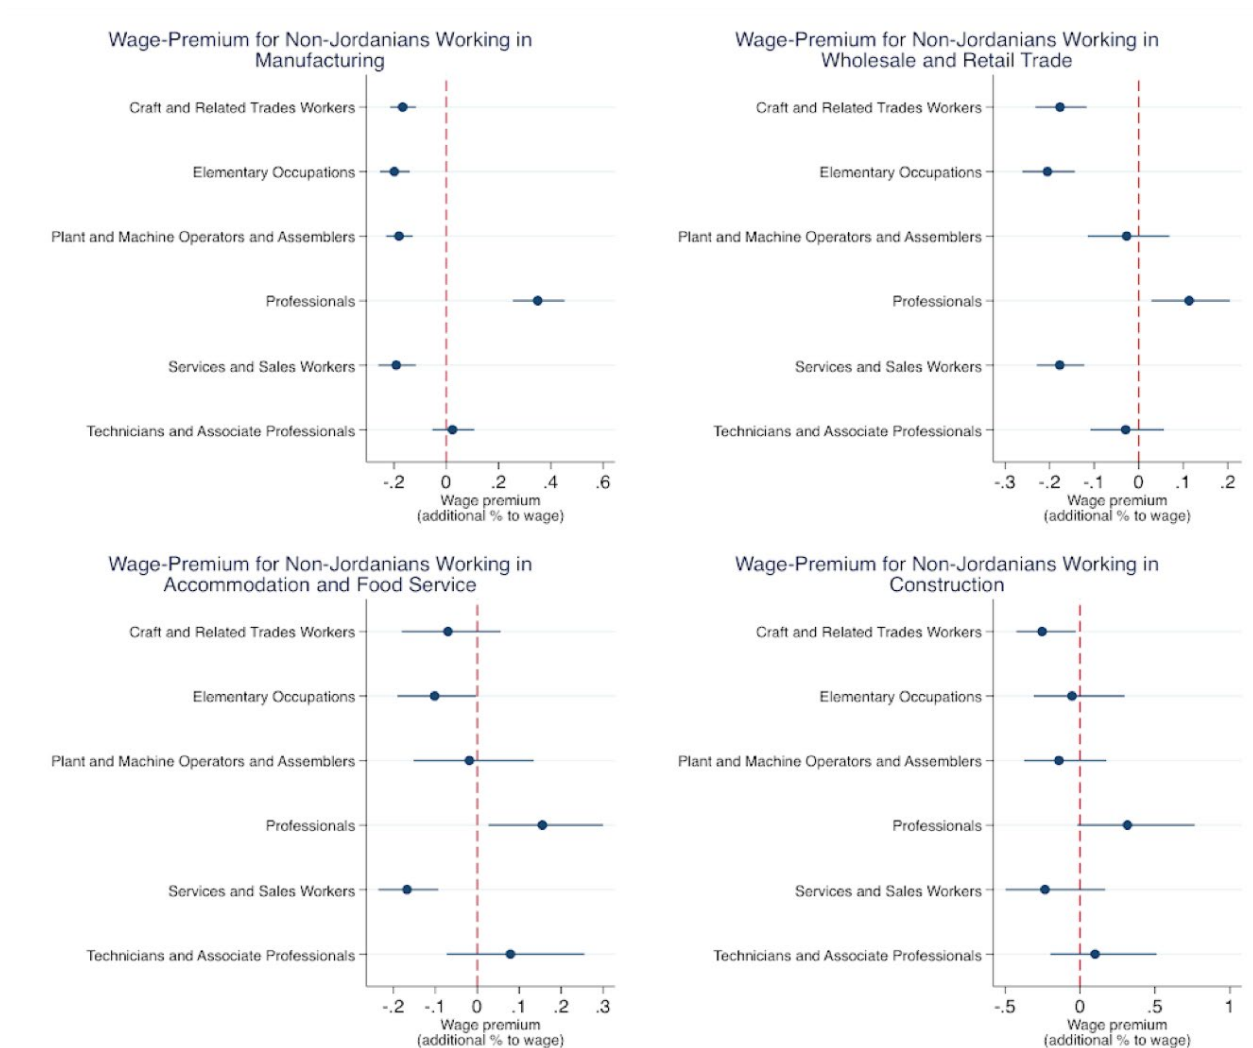 Wage-Premium for Non-Jordanians Working in
Manufacturing
Craft and Related Trades Workers
Elementary Occupations
Plant and Machine Operators and Assemblers
Professionals
Services and Sales Workers
Technicians and Associate Professionals
-.2 0 .2 .4 .6
Wage premium
(additional % to wage)
Wage-Premium for Non-Jordanians Working in
Wholesale and Retail Trade
Craft and Related Trades Workers
Elementary Occupations
Plant and Machine Operators and Assemblers
Professionals
Services and Sales Workers
Technicians and Associate Professionals
-.3 -.2 -.1 0 .1 .2
Wage premium
(additional % to wage)
Wage-Premium for Non-Jordanians Working in
Accommodation and Food Service
Craft and Related Trades Workers
Elementary Occupations
Plant and Machine Operators and Assemblers
Professionals
Services and Sales Workers
Technicians and Associate Professionals
-.2 -.1 0 .1 .2 .3
Wage premium
(additional % to wage)
Wage-Premium for Non-Jordanians Working in
Construction
Craft and Related Trades Workers
Elementary Occupations
Plant and Machine Operators and Assemblers
Professionals
Services and Sales Workers
Technicians and Associate Professionals
-.5 0 .5 1
Wage premium
(additional % to wage)